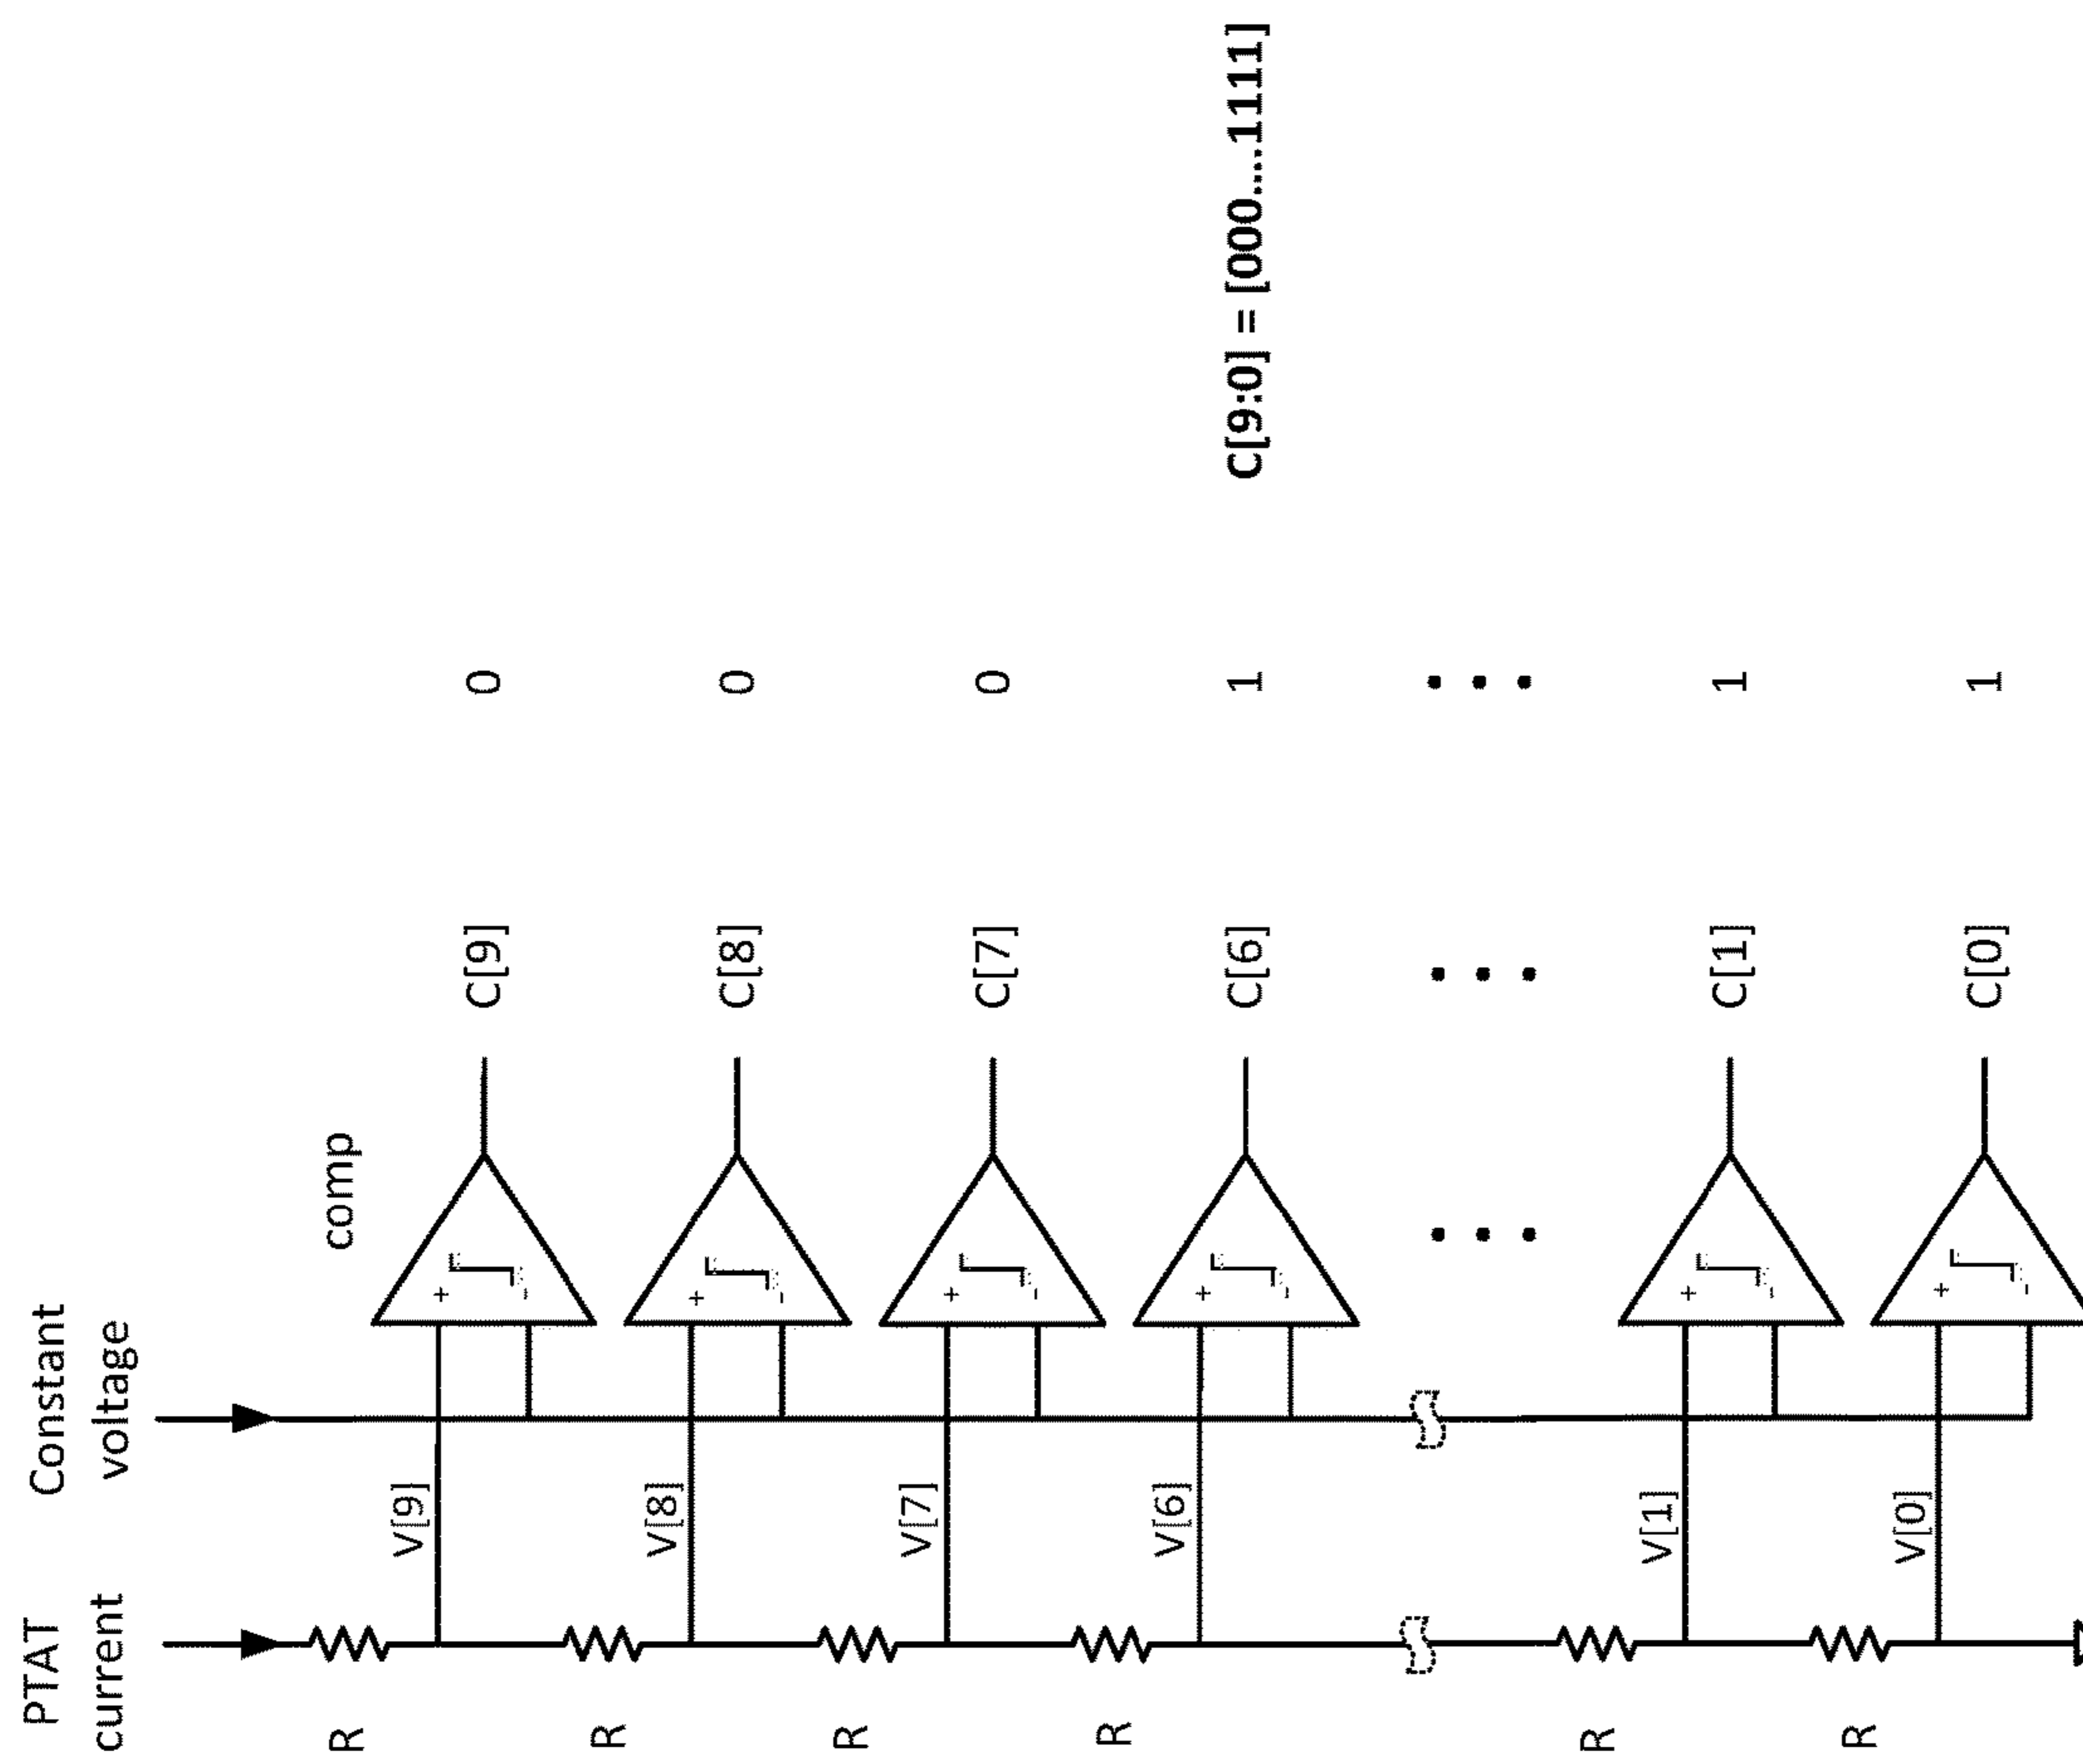 PTAT
current
Constant
voltage
comp
R
V[9]
+
-
C[9]
0
R
V[8]
+
-
C[8]
0
R
V[7]
+
-
C[7]
0
R
V[6]
+
-
C[6]
1
C[9:0] = [000....1111]
R
V[1]
+
-
C[1]
1
R
V[0]
+
-
C[0]
1